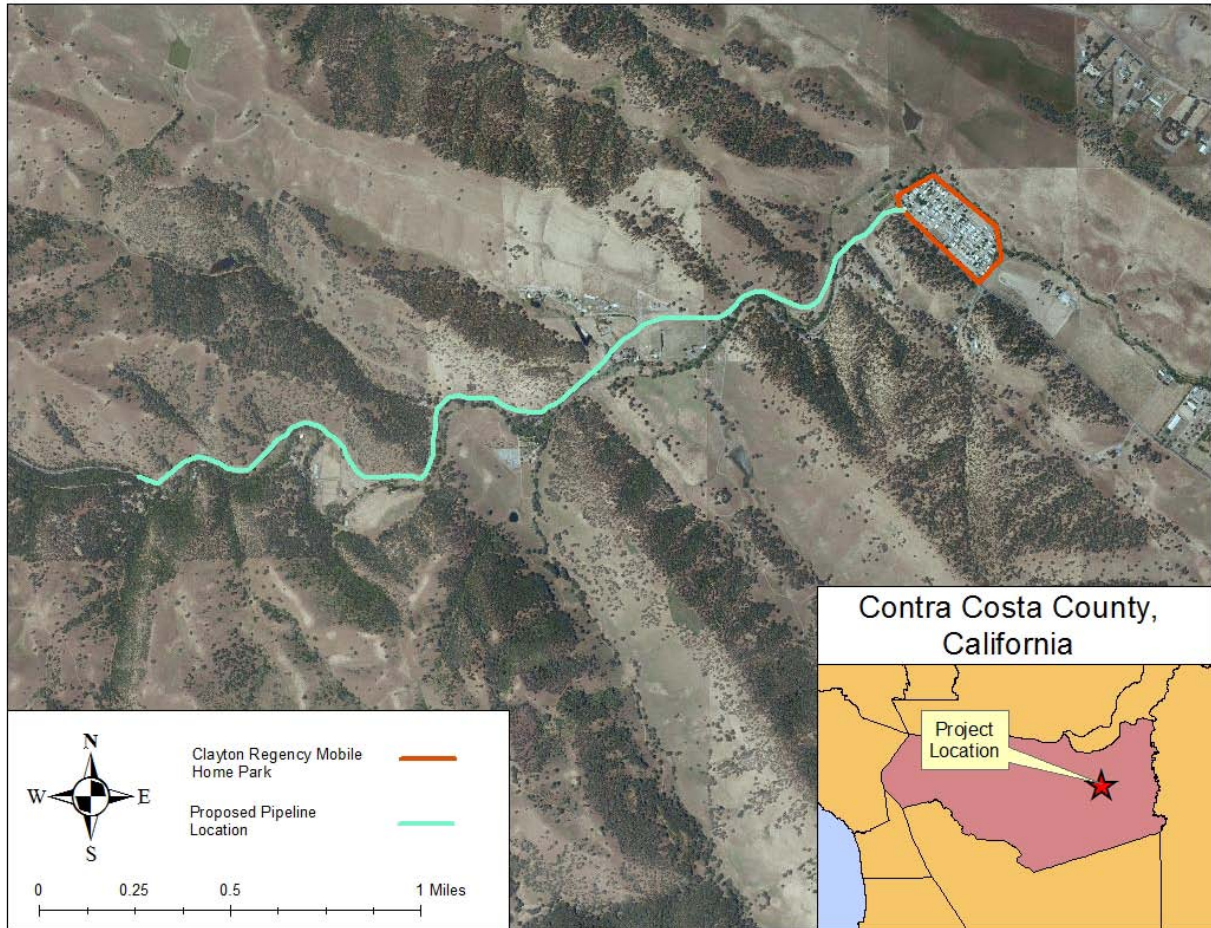 Contra Costa County,
California
Project
Location
N
W
E
S
Clayton Regency Mobile
Home Park
Proposed Pipeline
Location
0 0.25 0.5 1 Miles